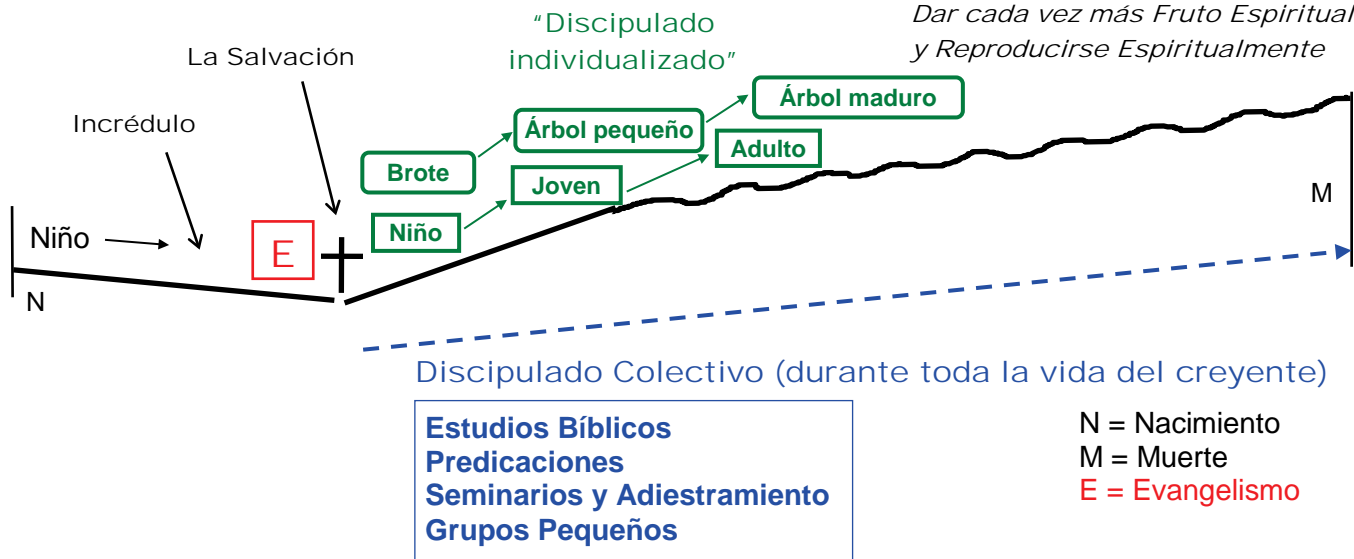 "Discipulado
individualizado"
Dar cada vez más Fruto Espiritual
y Reproducirse Espiritualmente
La Salvación
Incrédulo
Brote
Árbol pequeño
Árbol maduro
Niño
Joven
Adulto
Niño
E
N
M
Discipulado Colectivo (durante toda la vida del creyente)
Estudios Bíblicos
Predicaciones
Seminarios y Adiestramiento
Grupos Pequeños
N = Nacimiento
M = Muerte
E = Evangelismo